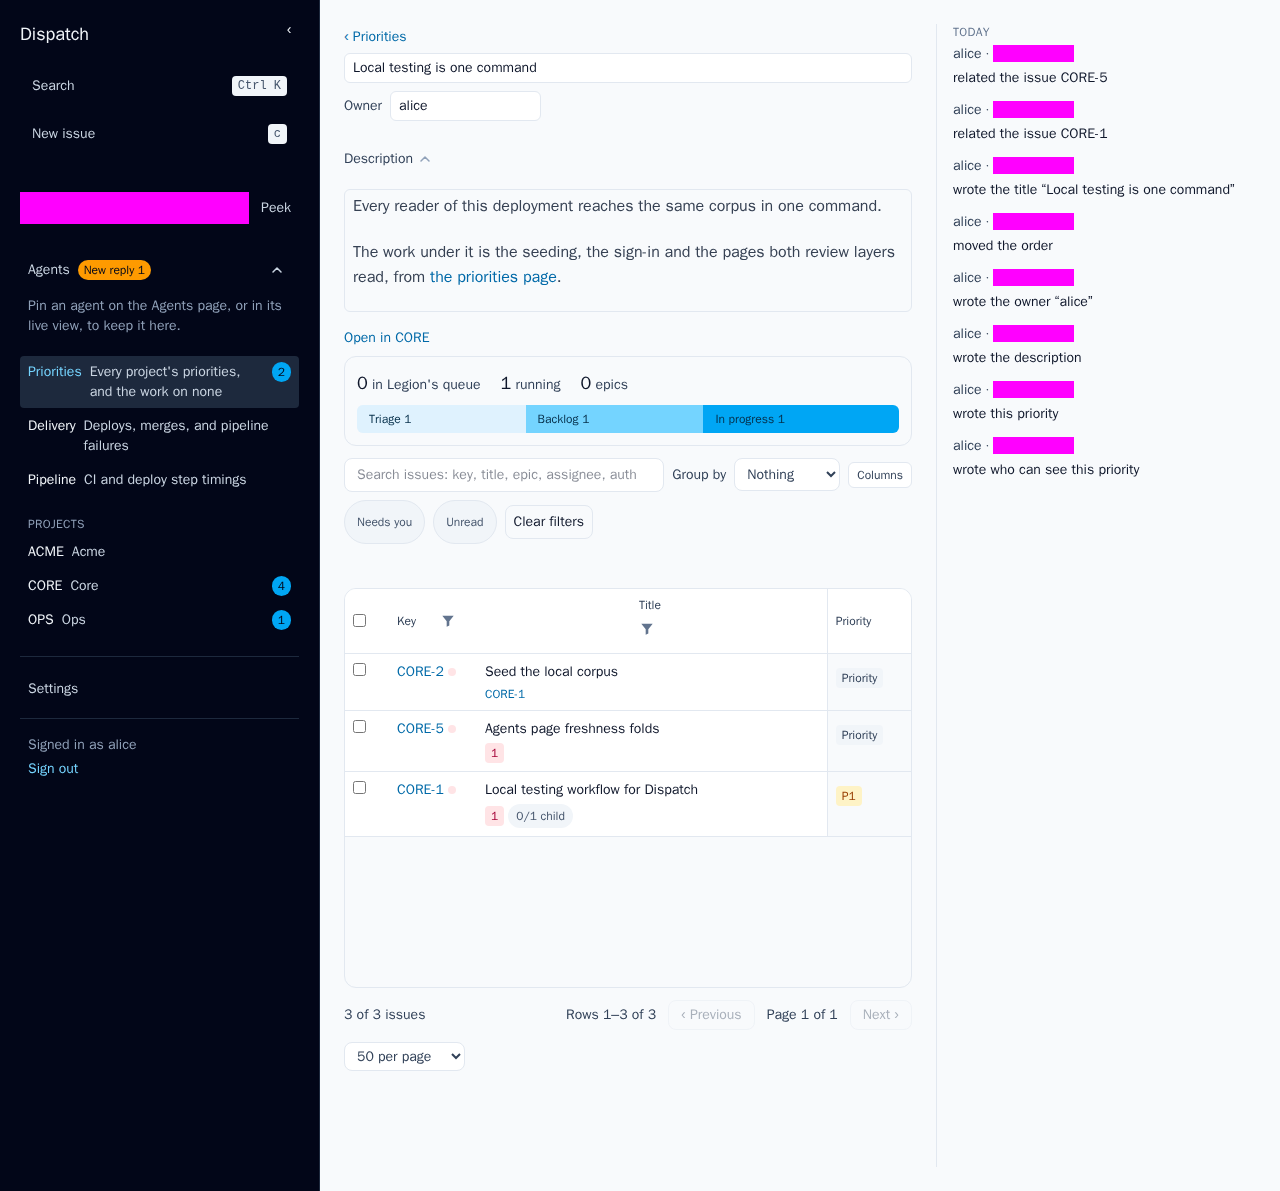 Dispatch ‹
Search Ctrl K
New issue c
Peek
Agents New reply 1
Pin an agent on the Agents page, or in its
live view, to keep it here.
Priorities Every project's priorities, 2
and the work on none
Delivery Deploys, merges, and pipeline
failures
Pipeline CI and deploy step timings
PROJECTS
ACME Acme
CORE Core 4
OPS Ops 1
Settings
Signed in as alice
Sign out
‹ Priorities
Local testing is one command
Owner alice
Description
Every reader of this deployment reaches the same corpus in one command.
The work under it is the seeding, the sign-in and the pages both review layers
read, from the priorities page.
Open in CORE
0 in Legion's queue 1 running 0 epics
Triage 1 Backlog 1 In progress 1
Search issues: key, title, epic, assignee, auth Group by Nothing Columns
Needs you Unread Clear filters
Title
Key Priority
CORE-2 Seed the local corpus Priority
CORE-1
CORE-5 Agents page freshness folds Priority
1
CORE-1 Local testing workflow for Dispatch P1
1 0/1 child
3 of 3 issues Rows 1–3 of 3 ‹ Previous Page 1 of 1 Next ›
50 per page
TODAY
alice ·
related the issue CORE-5
alice ·
related the issue CORE-1
alice ·
wrote the title “Local testing is one command”
alice ·
moved the order
alice ·
wrote the owner “alice”
alice ·
wrote the description
alice ·
wrote this priority
alice ·
wrote who can see this priority